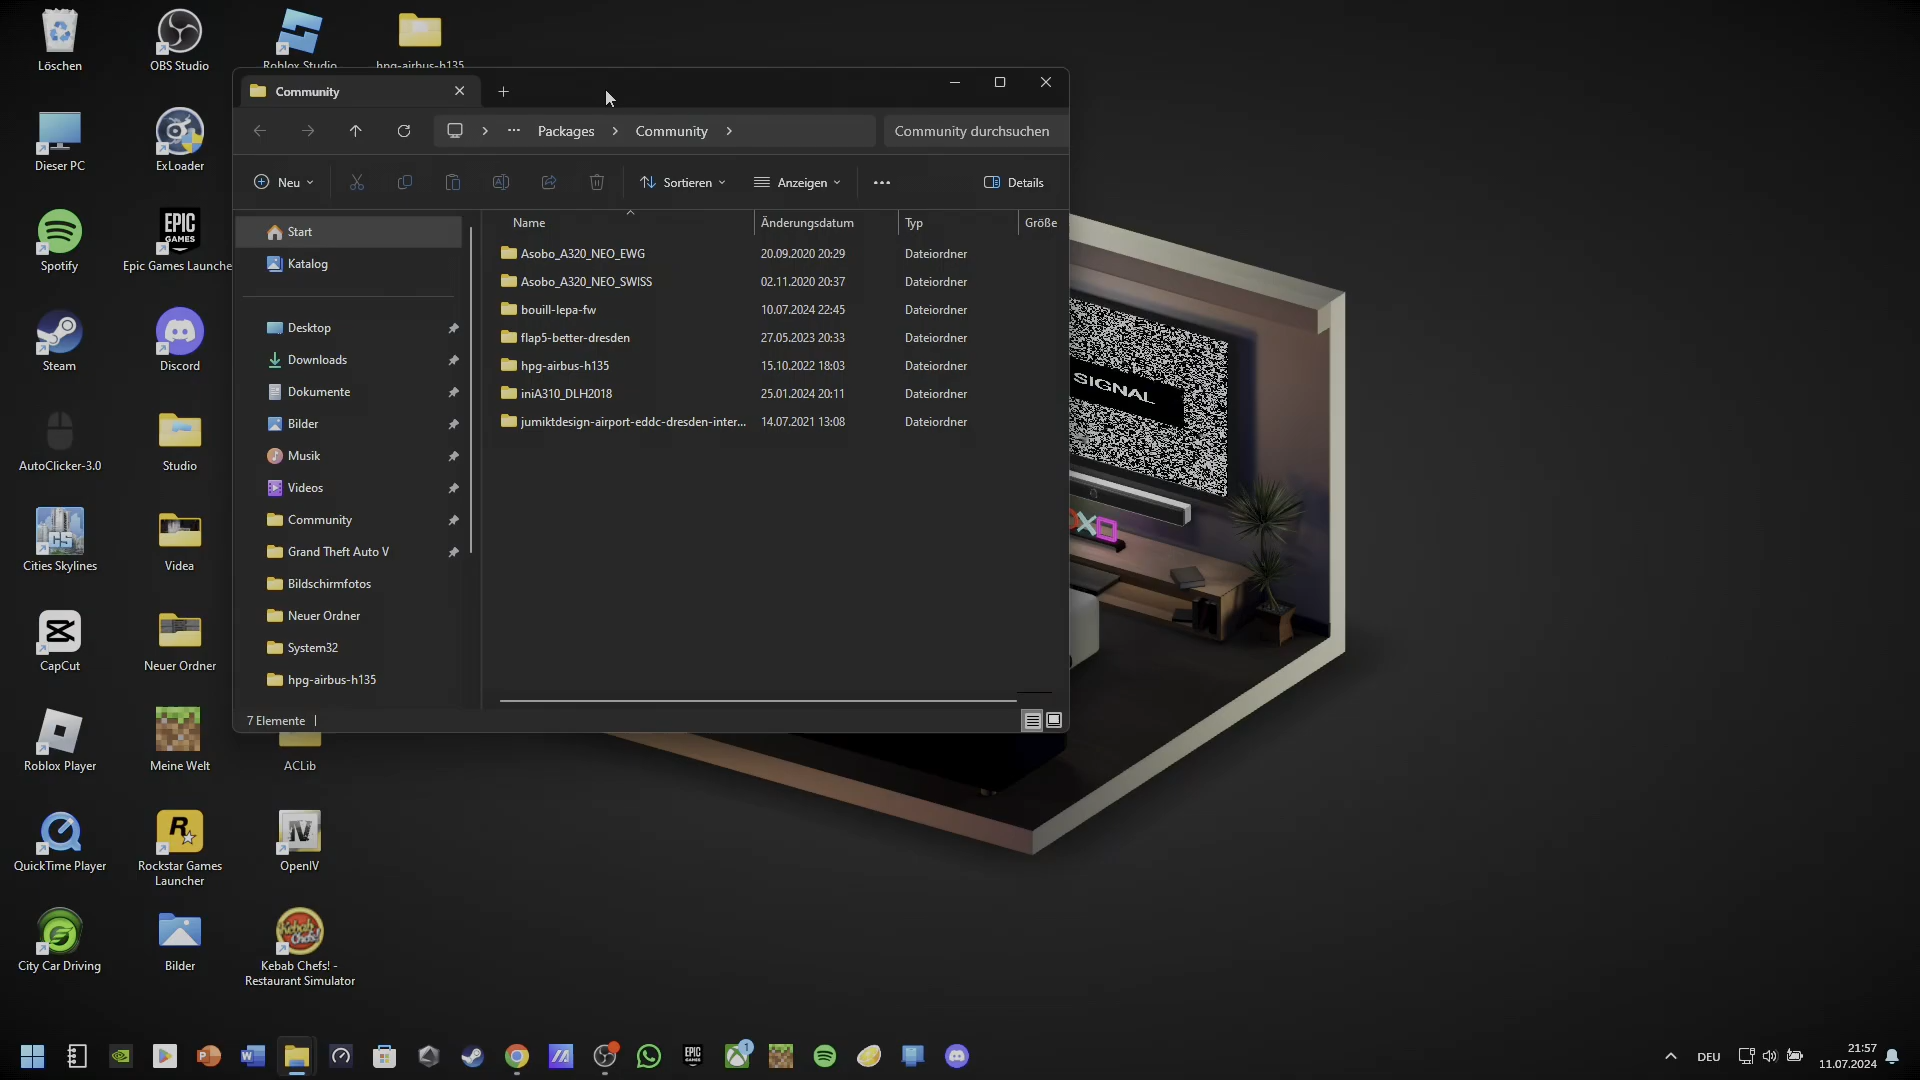 Löschen
OBS Studio
Roblox Studio
hpg-airbus-h135
Dieser PC
ExLoader
Spotify
EPIC
GAMES
Epic Games Launche
Steam
Discord
AutoClicker-3.0
Studio
CS
Cities Skylines
Videa
CapCut
Neuer Ordner
Roblox Player
Meine Welt
ACLib
QuickTime Player
Rockstar Games
Launcher
IV
OpenIV
City Car Driving
Bilder
Kebab Chefs!
Kebab Chefs! -
Restaurant Simulator
Community
Packages
Community
Community durchsuchen
Neu
Sortieren
Anzeigen
Details
Start
Katalog
Desktop
Downloads
Dokumente
Bilder
Musik
Videos
Community
Grand Theft Auto V
Bildschirmfotos
Neuer Ordner
System32
hpg-airbus-h135
Name Änderungsdatum Typ Größe
Asobo_A320_NEO_EWG 20.09.2020 20:29 Dateiordner
Asobo_A320_NEO_SWISS 02.11.2020 20:37 Dateiordner
bouill-lepa-fw 10.07.2024 22:45 Dateiordner
flap5-better-dresden 27.05.2023 20:33 Dateiordner
hpg-airbus-h135 15.10.2022 18:03 Dateiordner
iniA310_DLH2018 25.01.2024 20:11 Dateiordner
jumiktdesign-airport-eddc-dresden-inter... 14.07.2021 13:08 Dateiordner
7 Elemente
SIGNAL
EPIC
GAMES
1
DEU
21:57
11.07.2024